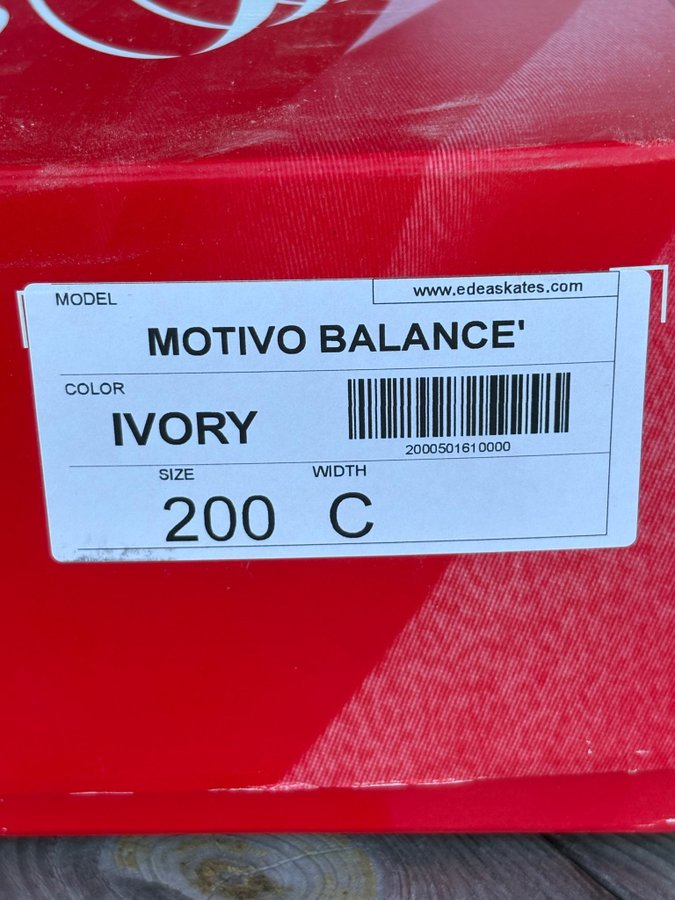 MODEL
www.edeaskates.com
MOTIVO BALANCE'
COLOR
IVORY
2000501610000
SIZE
WIDTH
200
C